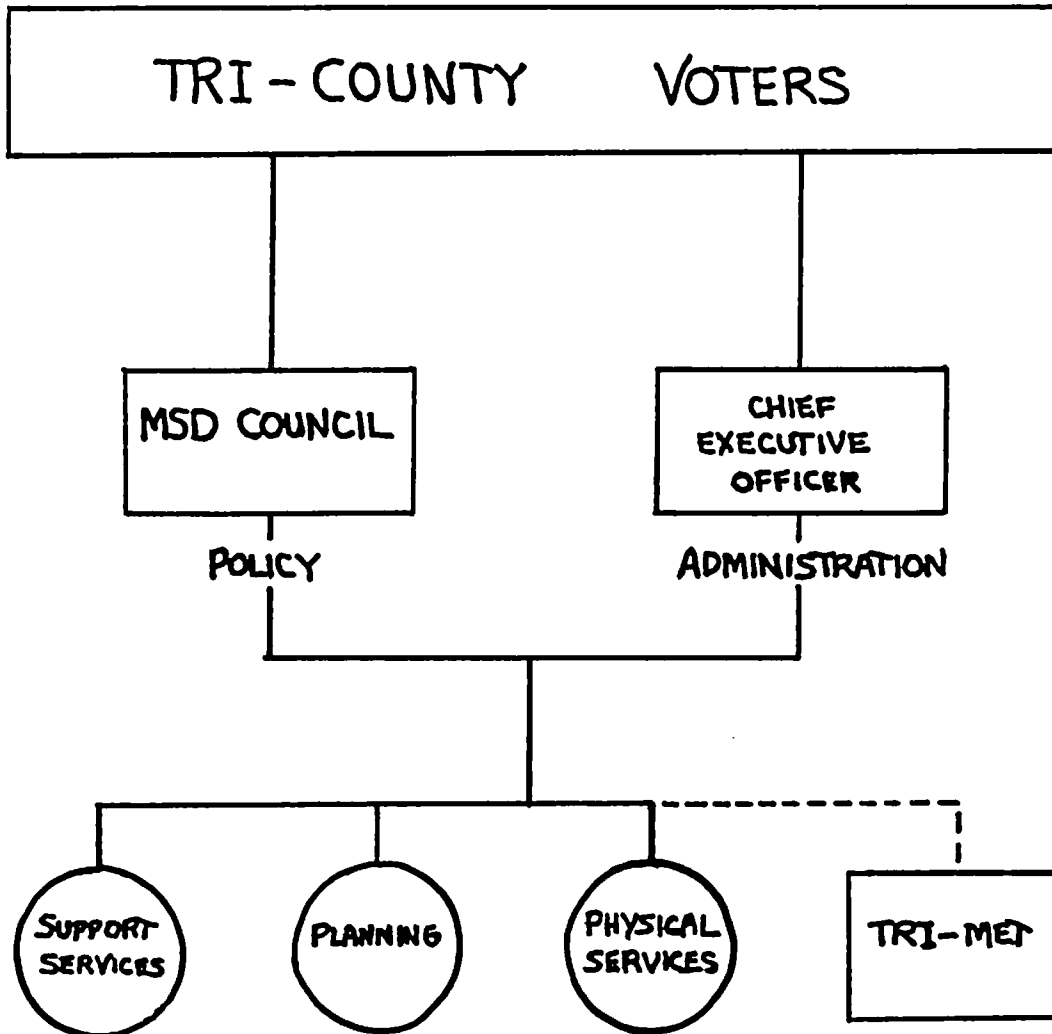 TRI-COUNTY VOTERS
MSD COUNCIL
CHIEF
EXECUTIVE
OFFICER
POLICY
ADMINISTRATION
SUPPORT
SERVICES
PLANNING
PHYSICAL
SERVICES
TRI-MET